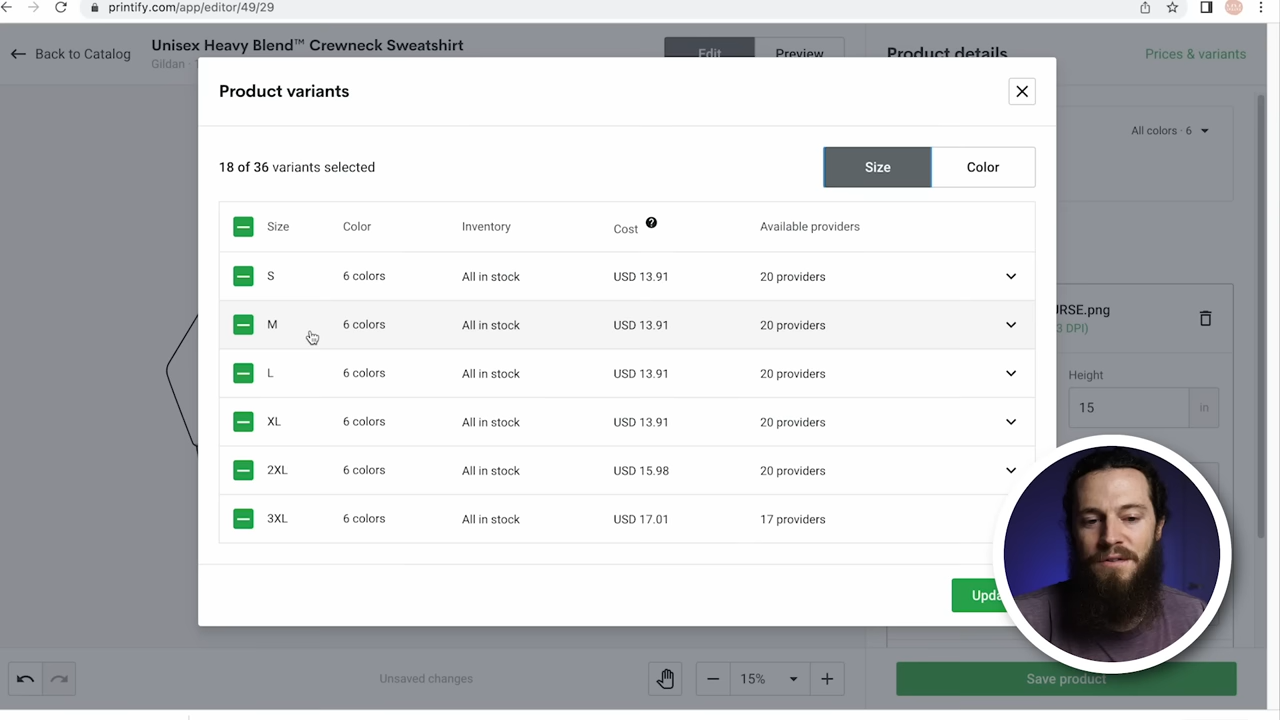 printify.com/app/editor/49/29
Back to Catalog
Unisex Heavy Blend™ Crewneck Sweatshirt
Gildan
Edit
Preview
Product details
Prices & variants
Product variants
All colors · 6
18 of 36 variants selected
Size
Color
Size Color Inventory Cost ? Available providers
S 6 colors All in stock USD 13.91 20 providers
M 6 colors All in stock USD 13.91 20 providers
L 6 colors All in stock USD 13.91 20 providers
XL 6 colors All in stock USD 13.91 20 providers
2XL 6 colors All in stock USD 15.98 20 providers
3XL 6 colors All in stock USD 17.01 17 providers
RSE.png
3 DPI)
Height
15 in
Upda
Unsaved changes
15%
Save product